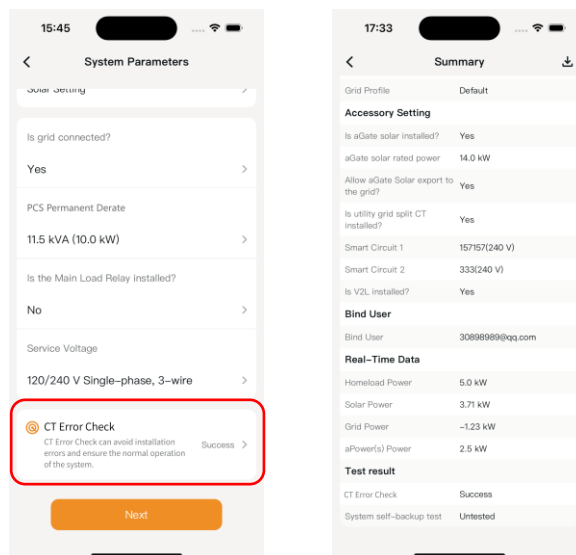 15:45
System Parameters
Solar Setting
Is grid connected?
Yes
PCS Permanent Derate
11.5 kVA (10.0 kW)
Is the Main Load Relay installed?
No
Service Voltage
120/240 V Single-phase, 3-wire
CT Error Check
CT Error Check can avoid installation
errors and ensure the normal operation
of the system.
Success
Next
17:33
Summary
Grid Profile Default
Accessory Setting
Is aGate solar installed? Yes
aGate solar rated power 14.0 kW
Allow aGate Solar export to
the grid? Yes
Is utility grid split CT
installed? Yes
Smart Circuit 1 157157(240 V)
Smart Circuit 2 333(240 V)
Is V2L installed? Yes
Bind User
Bind User 30898989@qq.com
Real-Time Data
Homeload Power 5.0 kW
Solar Power 3.71 kW
Grid Power -1.23 kW
aPower(s) Power 2.5 kW
Test result
CT Error Check Success
System self-backup test Untested